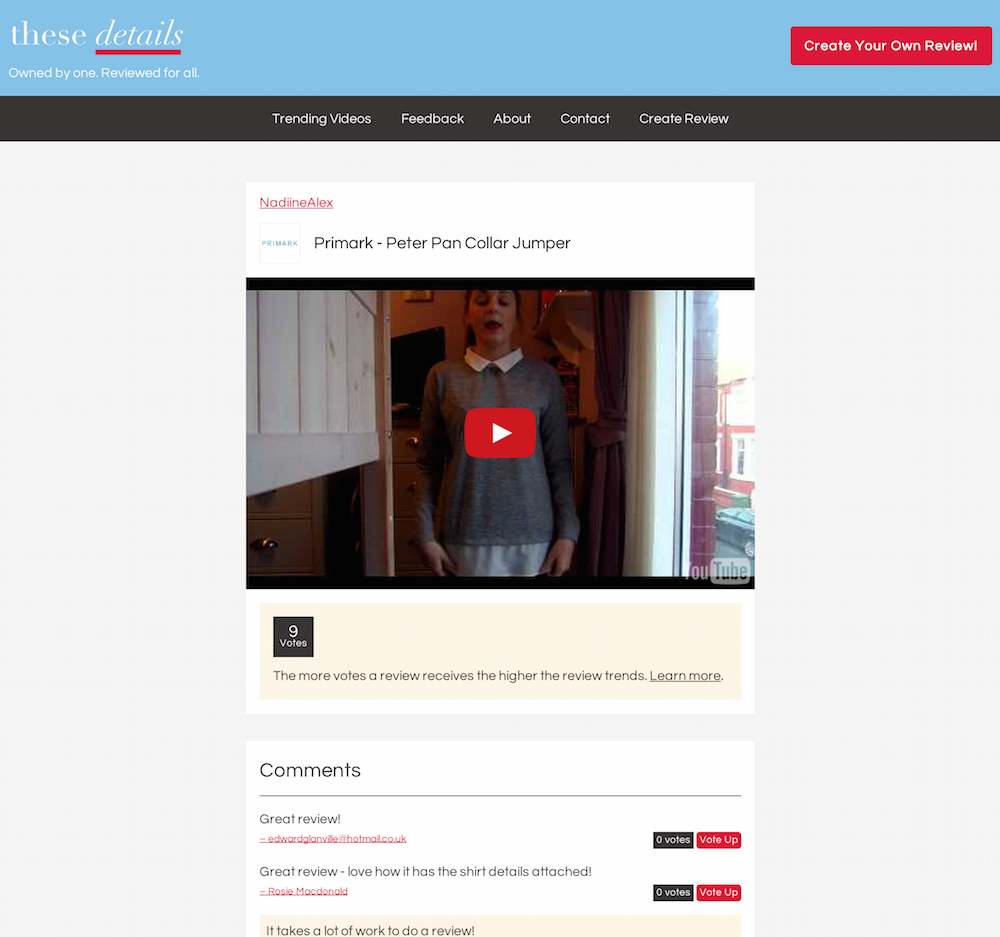 these details
Create Your Own Review!
Owned by one. Reviewed for all.
Trending Videos Feedback About Contact Create Review
NadiineAlex
PRIMARK
Primark - Peter Pan Collar Jumper
YouTube
9
Votes
The more votes a review receives the higher the review trends. Learn more.
Comments
Great review!
– edwardglanville@hotmail.co.uk
0 votes Vote Up
Great review - love how it has the shirt details attached!
– Rosie Macdonald
0 votes Vote Up
It takes a lot of work to do a review!